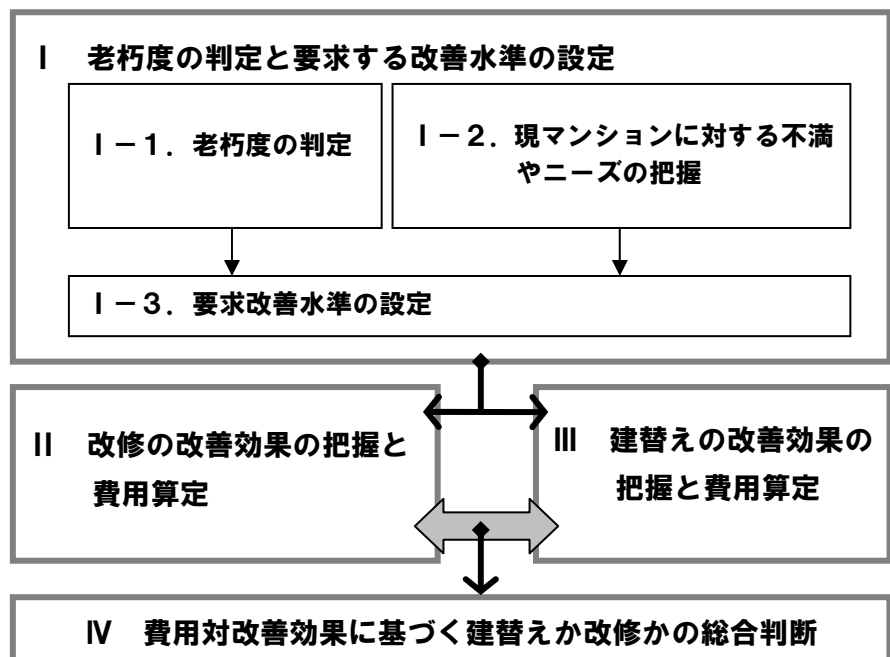 Ⅰ 老朽度の判定と要求する改善水準の設定
Ⅰ－１．老朽度の判定
Ⅰ－２．現マンションに対する不満
やニーズの把握
Ⅰ－３．要求改善水準の設定
Ⅱ 改修の改善効果の把握と
費用算定
Ⅲ 建替えの改善効果の
把握と費用算定
Ⅳ 費用対改善効果に基づく建替えか改修かの総合判断